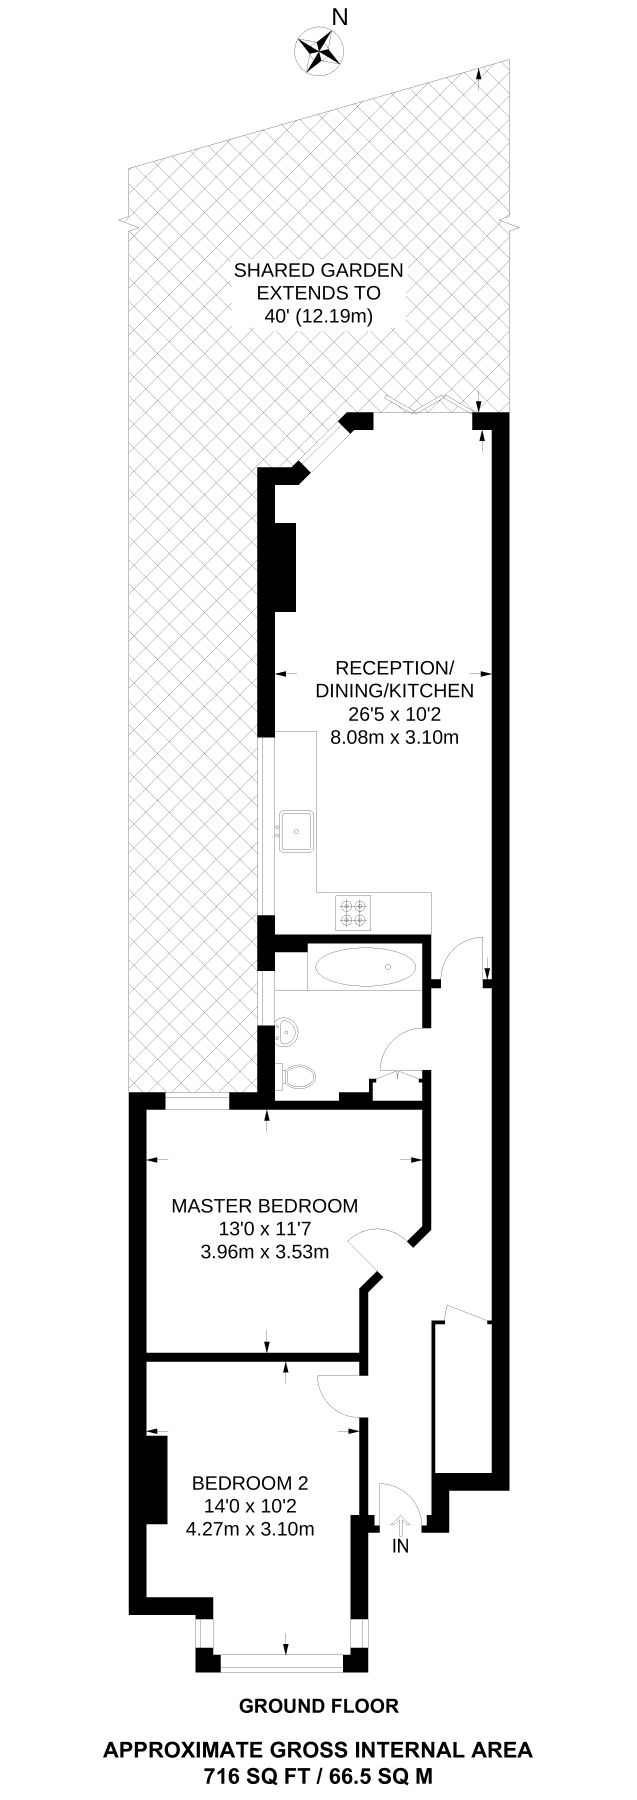 N
SHARED GARDEN
EXTENDS TO
40' (12.19m)
RECEPTION/
DINING/KITCHEN
26'5 x 10'2
8.08m x 3.10m
MASTER BEDROOM
13'0 x 11'7
3.96m x 3.53m
BEDROOM 2
14'0 x 10'2
4.27m x 3.10m
IN
GROUND FLOOR
APPROXIMATE GROSS INTERNAL AREA
716 SQ FT / 66.5 SQ M